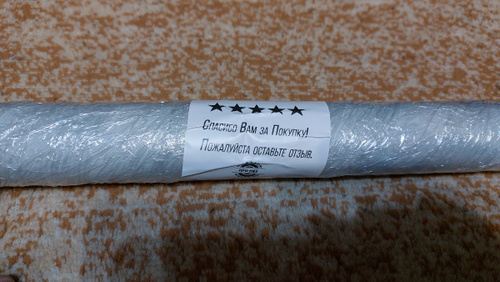 Спасибо Вам за Покупку!
Пожалуйста оставьте отзыв.